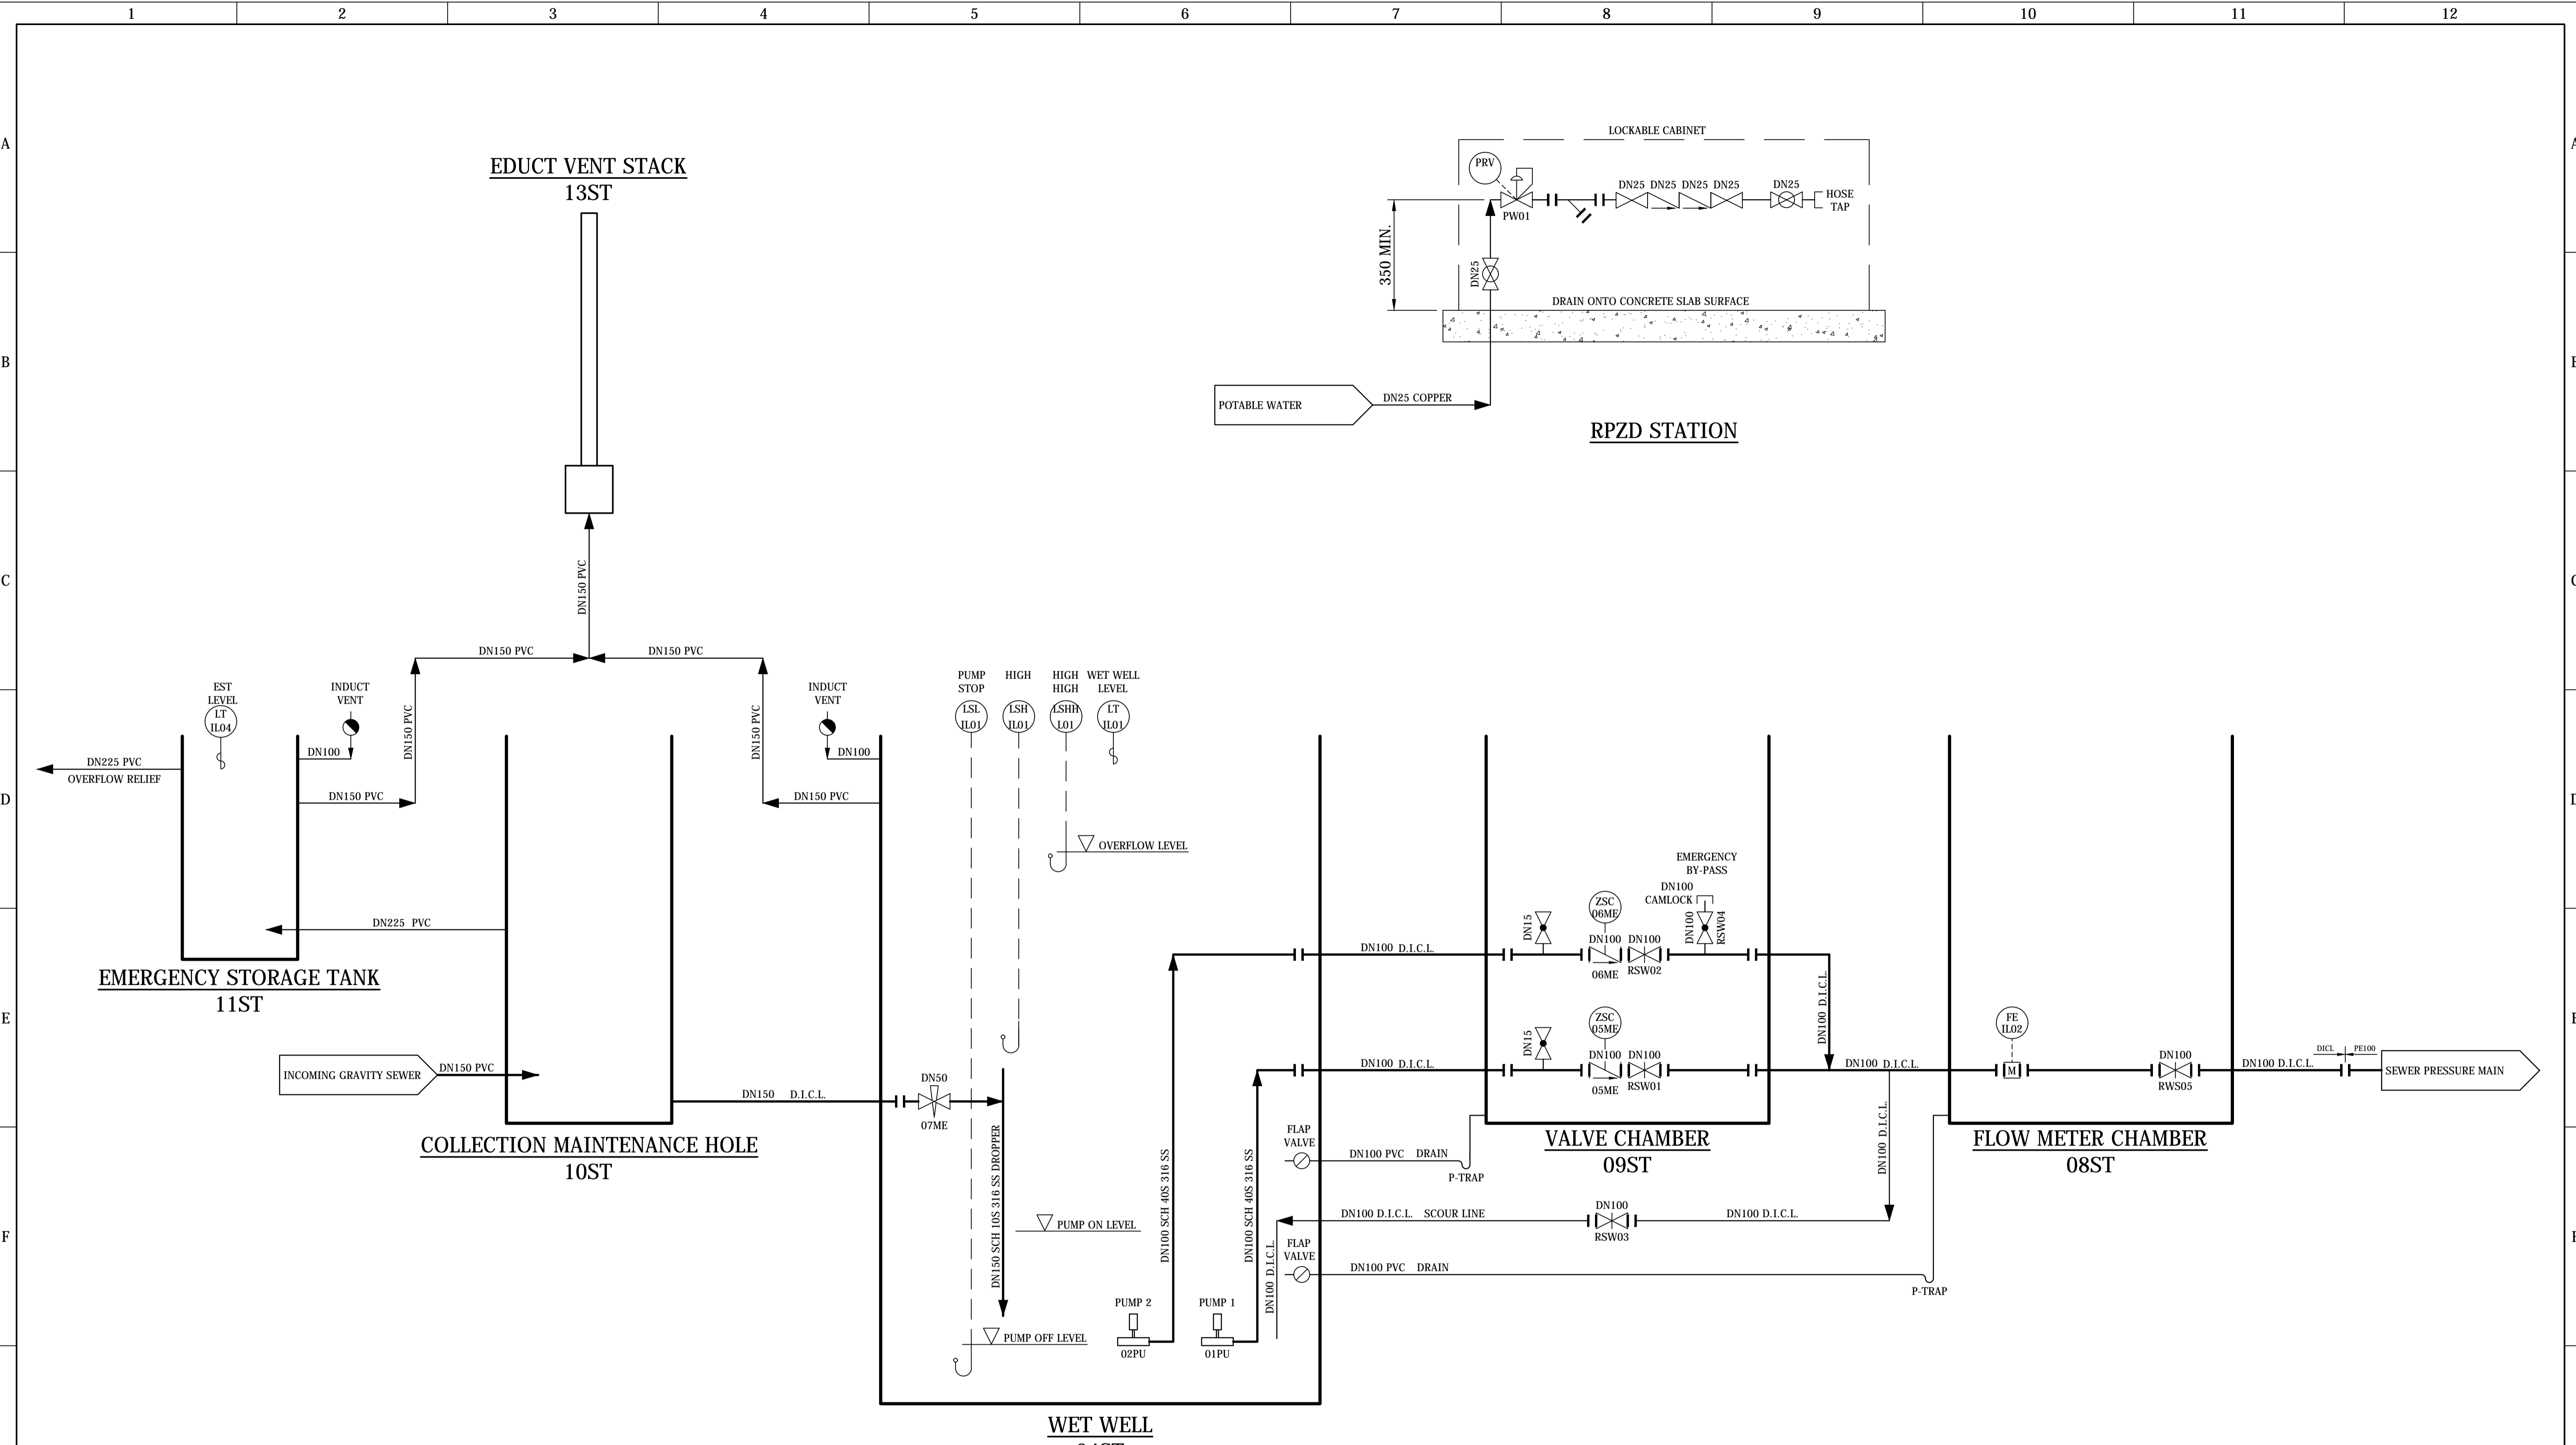 1 2 3 4 5 6 7 8 9 10 11 12
A
B
C
D
E
F
A
EDUCT VENT STACK
13ST
DN150 PVC
DN150 PVC
DN150 PVC
LOCKABLE CABINET
PRV
PW01
DN25 DN25 DN25 DN25
DN25
HOSE
TAP
350 MIN.
DN25
DRAIN ONTO CONCRETE SLAB SURFACE
POTABLE WATER
DN25 COPPER
RPZD STATION
EST
LEVEL
LT
IL04
INDUCT
VENT
DN100
DN150 PVC
DN150 PVC
DN225 PVC
OVERFLOW RELIEF
DN225 PVC
EMERGENCY STORAGE TANK
11ST
INCOMING GRAVITY SEWER
DN150 PVC
COLLECTION MAINTENANCE HOLE
10ST
INDUCT
VENT
DN100
DN150 PVC
DN150 PVC
DN150 D.I.C.L.
PUMP
STOP
LSL
IL01
HIGH
LSH
IL01
HIGH
HIGH
LSHH
L01
WET WELL
LEVEL
LT
IL01
OVERFLOW LEVEL
DN50
07ME
DN150 SCH 10S 316 SS DROPPER
PUMP ON LEVEL
PUMP OFF LEVEL
PUMP 2
02PU
PUMP 1
01PU
DN100 SCH 40S 316 SS
DN100 SCH 40S 316 SS
DN100 D.I.C.L.
WET WELL
FLAP
VALVE
DN100 PVC DRAIN
P-TRAP
DN100 D.I.C.L. SCOUR LINE
DN100
RSW03
DN100 D.I.C.L.
FLAP
VALVE
DN100 PVC DRAIN
P-TRAP
DN100 D.I.C.L.
DN100 D.I.C.L.
DN15
ZSC
06ME
DN100 DN100
06ME RSW02
EMERGENCY
BY-PASS
DN100
CAMLOCK
DN100
RSW04
DN15
ZSC
05ME
DN100 DN100
05ME RSW01
VALVE CHAMBER
09ST
DN100 D.I.C.L.
DN100 D.I.C.L.
DN100 D.I.C.L.
FE
IL02
M
DN100
RWS05
FLOW METER CHAMBER
08ST
DN100 D.I.C.L.
DICL PE100
SEWER PRESSURE MAIN